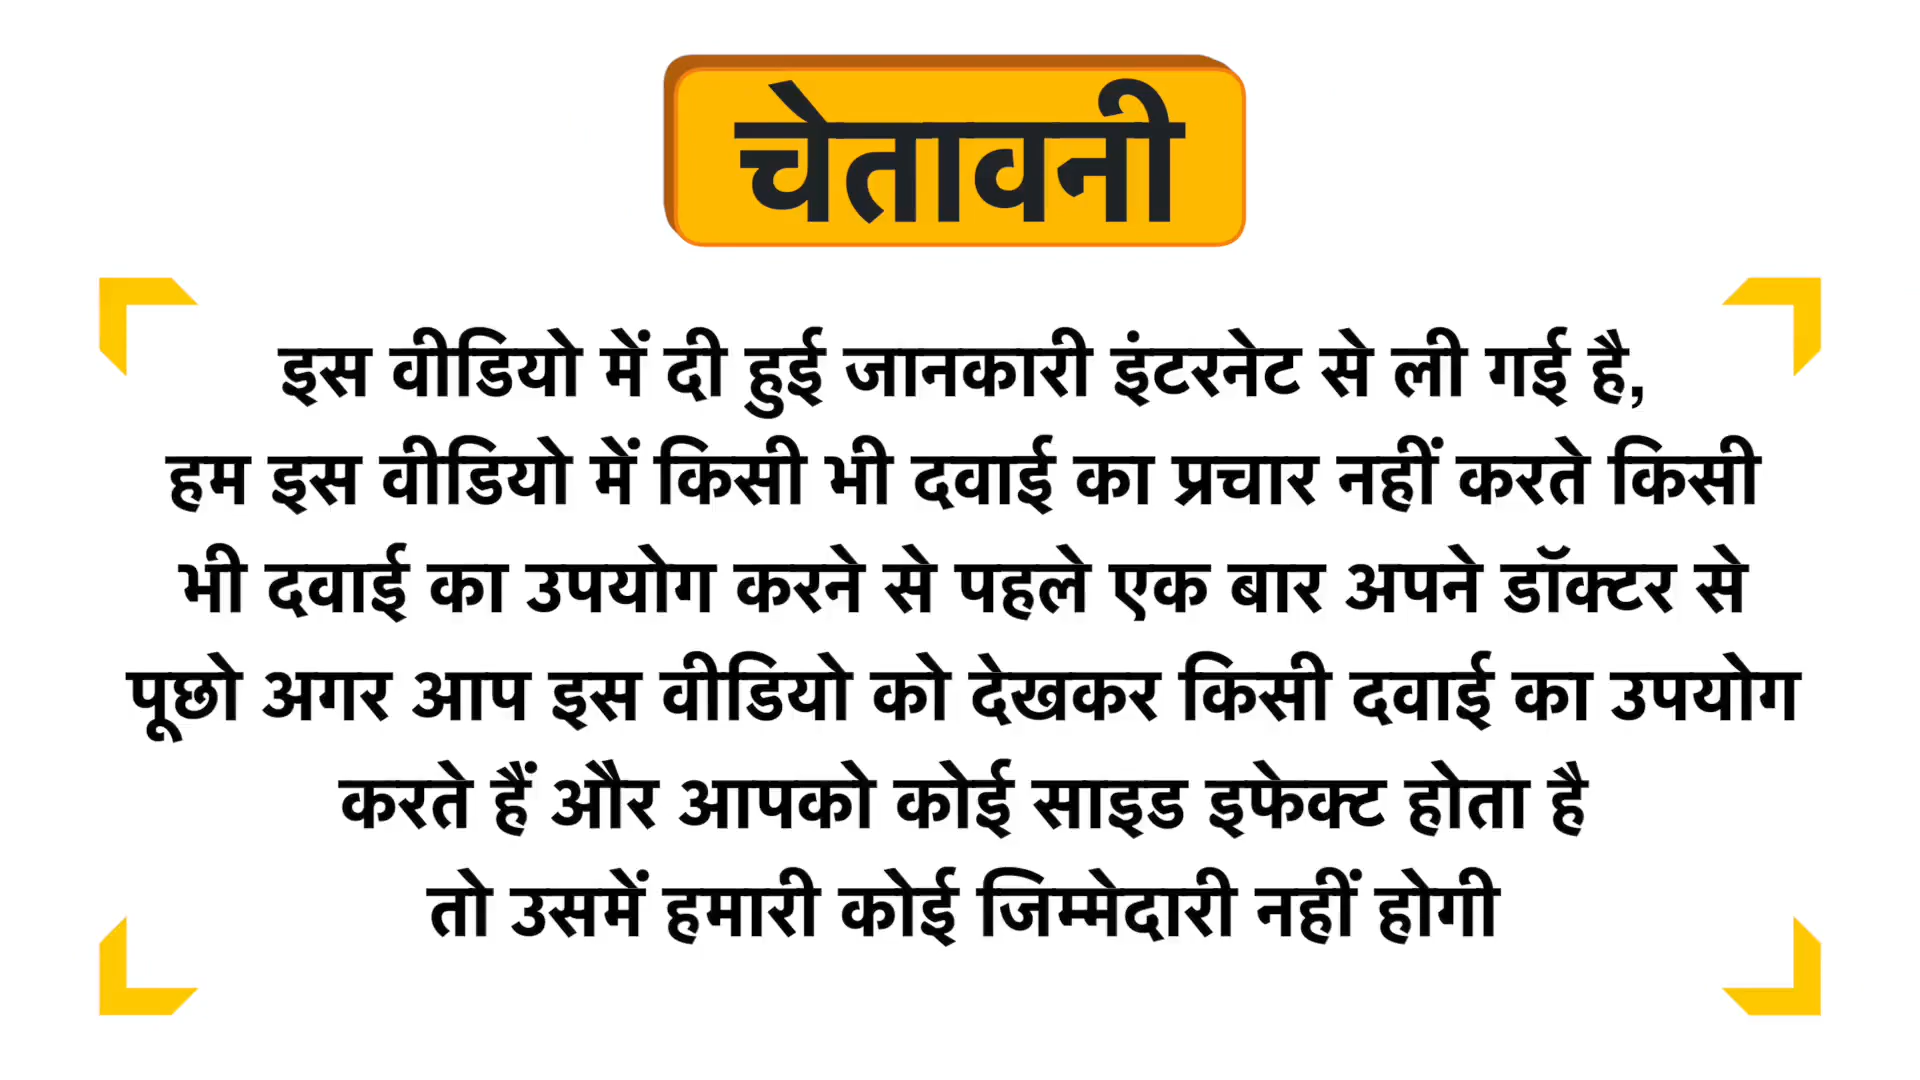 चेतावनी
इस वीडियो में दी हुई जानकारी इंटरनेट से ली गई है,
हम इस वीडियो में किसी भी दवाई का प्रचार नहीं करते किसी
भी दवाई का उपयोग करने से पहले एक बार अपने डॉक्टर से
पूछो अगर आप इस वीडियो को देखकर किसी दवाई का उपयोग
करते हैं और आपको कोई साइड इफेक्ट होता है
तो उसमें हमारी कोई जिम्मेदारी नहीं होगी